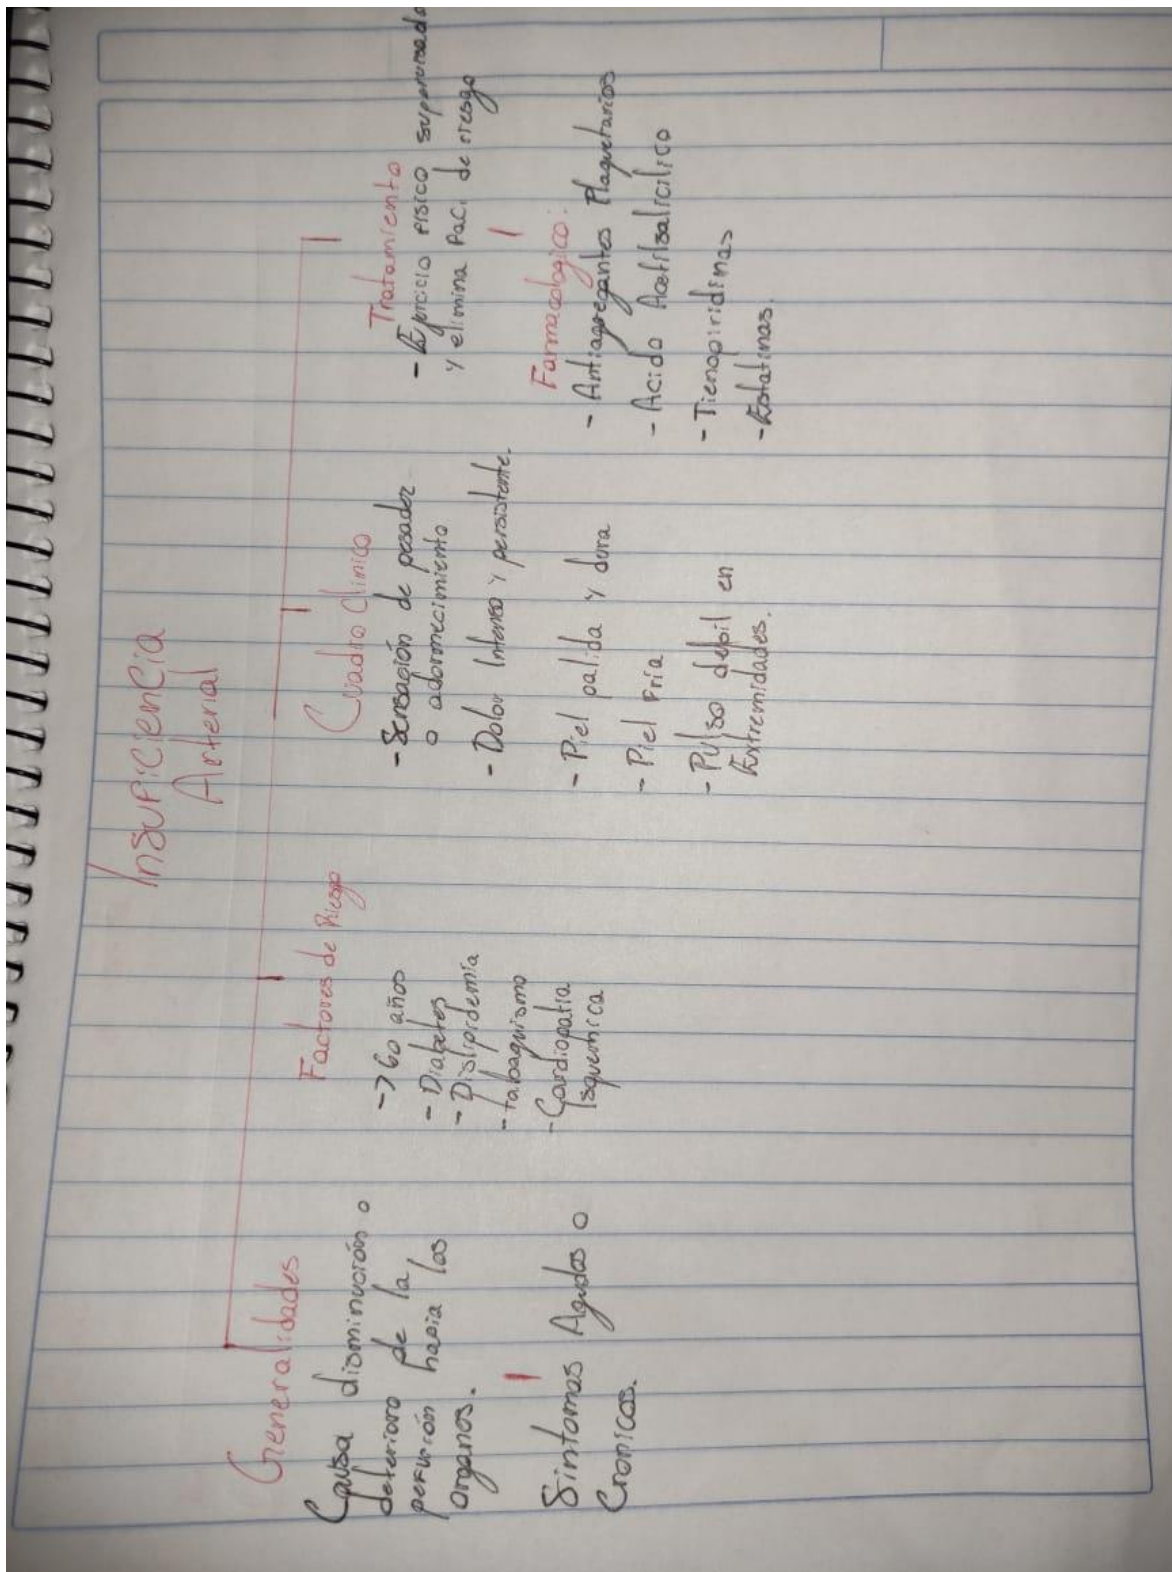 Insuficiencia
Arterial
Generalidades
Causa disminución o
deterioro de la
perfución hacia los
organos.
Sintomas Agudos o
Cronicos.
Factores de Riesgo
- >60 años
- Diabetes
- Dislipidemia
- tabaquismo
- Cardiopatia
Isquemica
Cuadro Clinico
- Sensación de pesadez
o adormecimiento
- Dolor Intenso y persistente.
- Piel palida y dura
- Piel Fría
- Pulso debil en
Extremidades.
Tratamiento
- Ejercicio Fisico supervisado
y elimina Fac. de riesgo
Farmacologico:
- Antiagregantes Plaquetarios
- Acido Acetilsalicilico
- Tienopiridinas
- Estatinas.